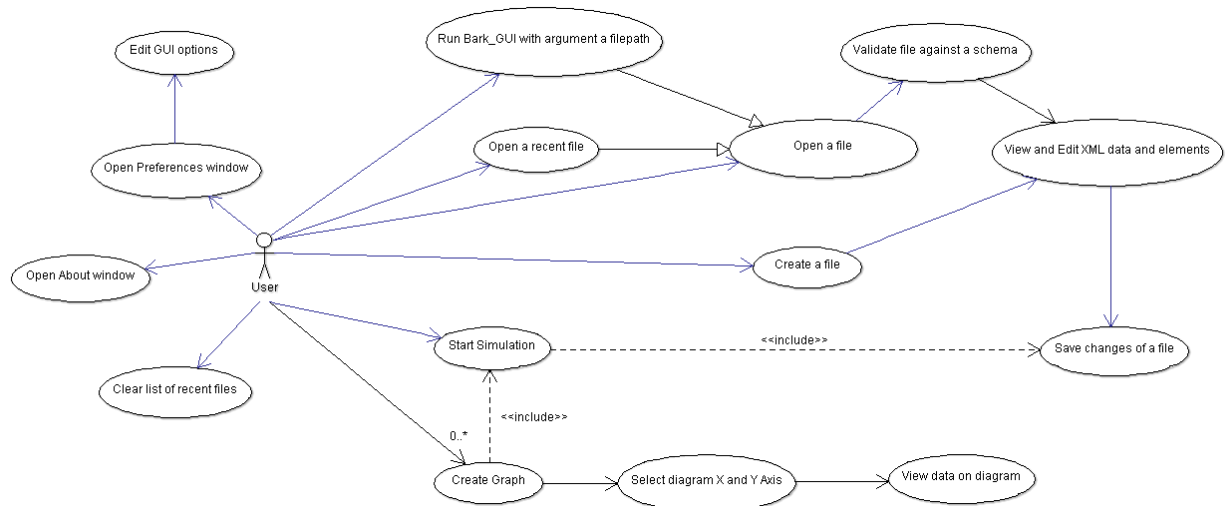 Run Bark_GUI with argument a filepath
Edit GUI options
Validate file against a schema
Open a recent file
Open a file
View and Edit XML data and elements
Open Preferences window
Open About window
Create a file
User
Start Simulation
<<include>>
Save changes of a file
Clear list of recent files
<<include>>
0..*
Create Graph
Select diagram X and Y Axis
View data on diagram